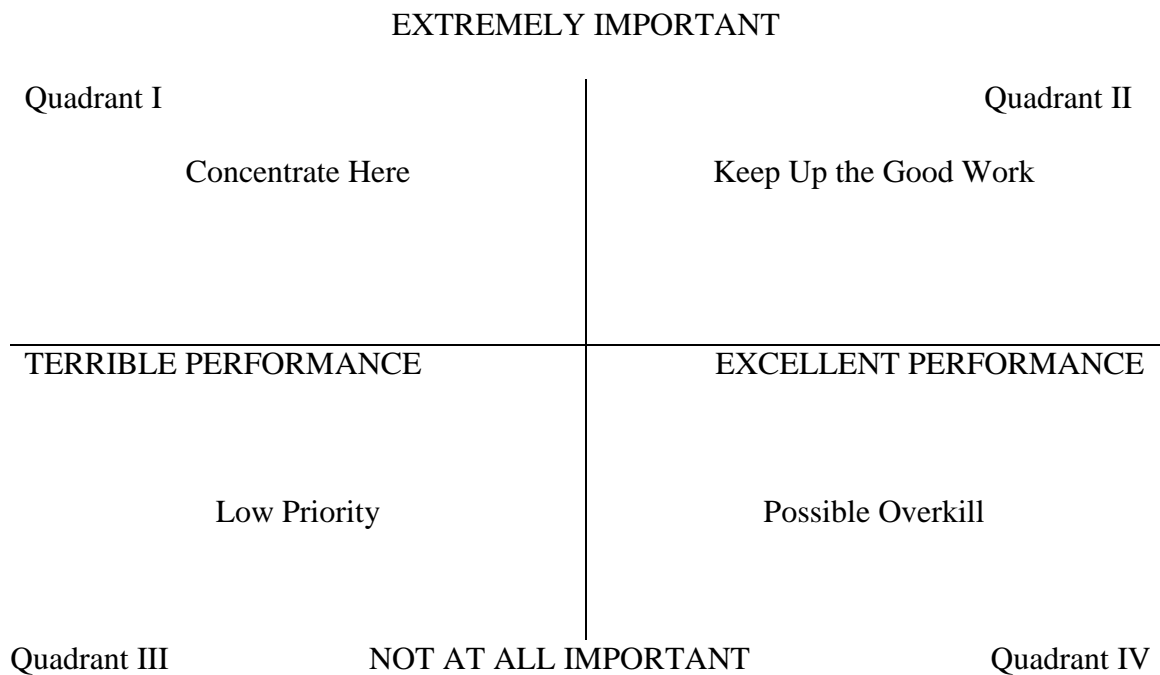 EXTREMELY IMPORTANT
Quadrant I Quadrant II
Concentrate Here Keep Up the Good Work
TERRIBLE PERFORMANCE EXCELLENT PERFORMANCE
Low Priority Possible Overkill
Quadrant III NOT AT ALL IMPORTANT Quadrant IV